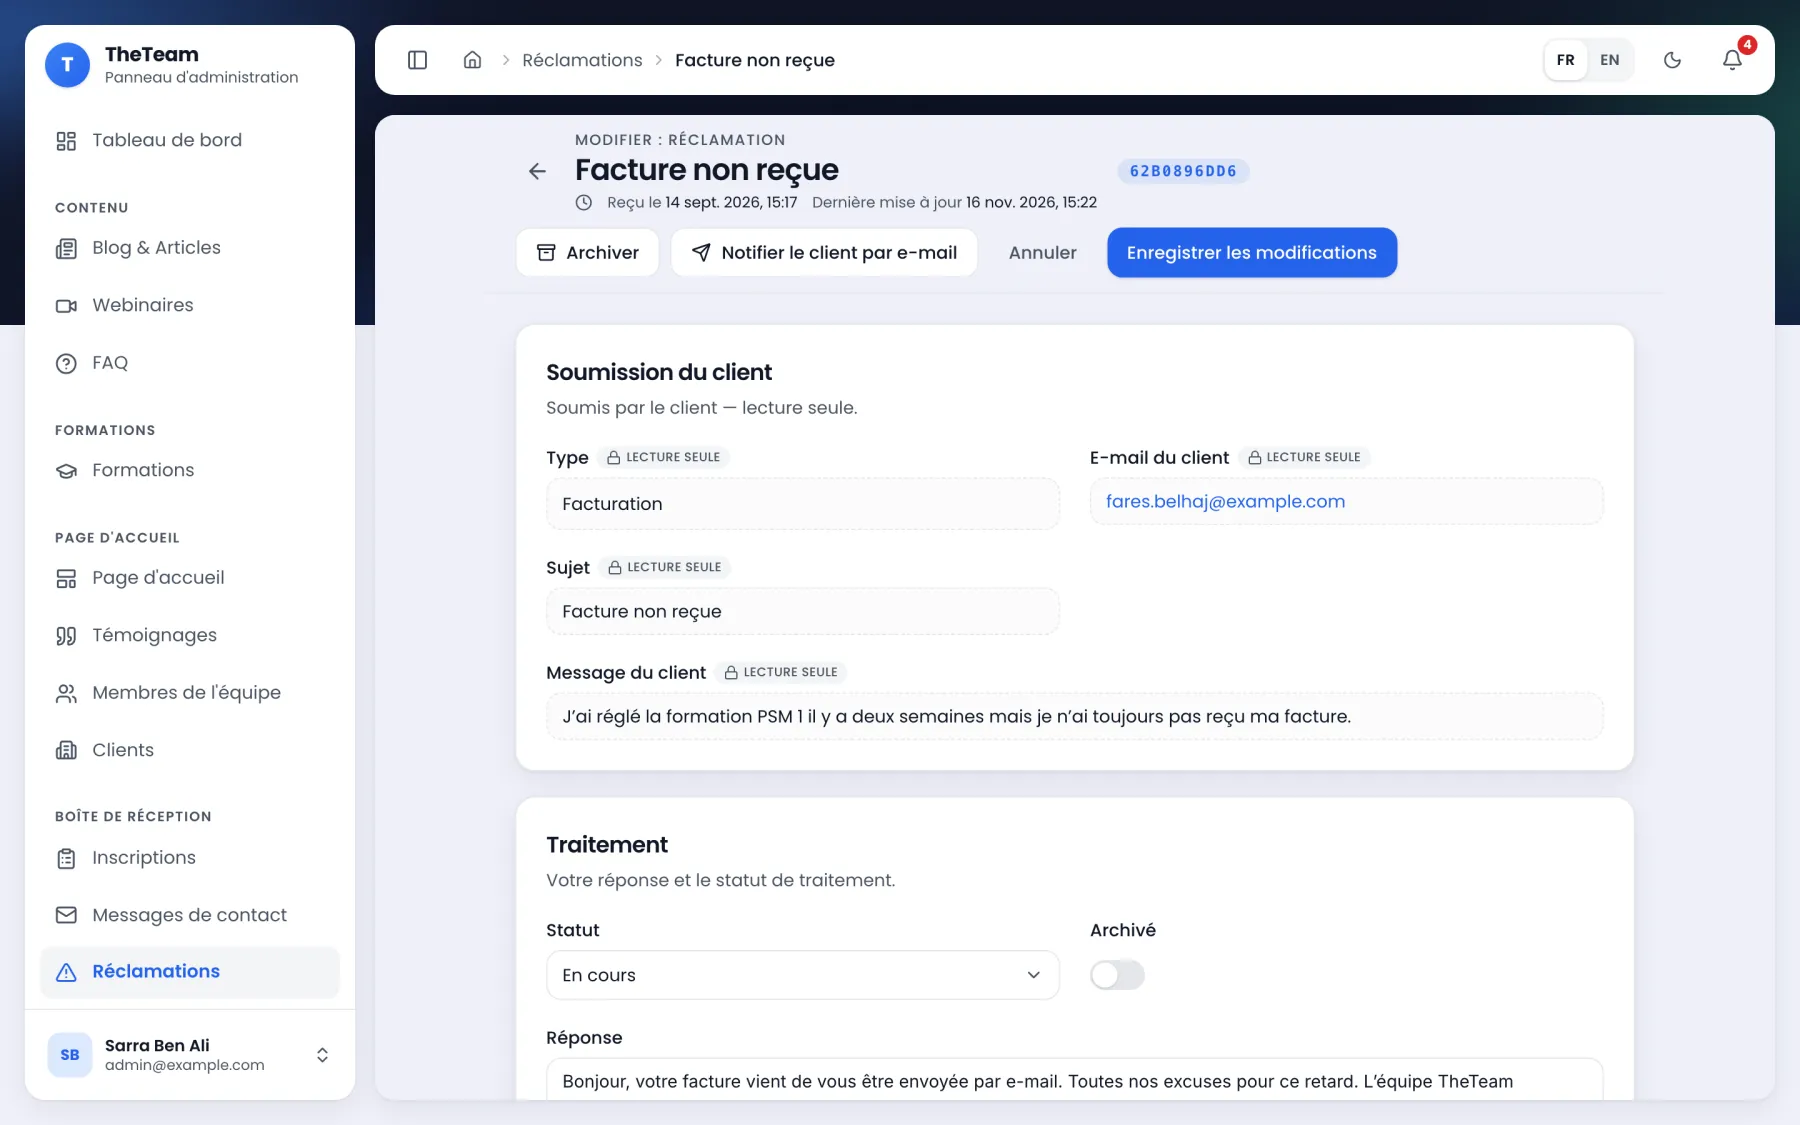 T
TheTeam
Panneau d'administration
Tableau de bord
CONTENU
Blog & Articles
Webinaires
FAQ
FORMATIONS
Formations
PAGE D'ACCUEIL
Page d'accueil
Témoignages
Membres de l'équipe
Clients
BOÎTE DE RÉCEPTION
Inscriptions
Messages de contact
Réclamations
SB
Sarra Ben Ali
admin@example.com
Réclamations
Facture non reçue
FR EN
4
MODIFIER : RÉCLAMATION
Facture non reçue
62B0896DD6
Reçu le 14 sept. 2026, 15:17 Dernière mise à jour 16 nov. 2026, 15:22
Archiver
Notifier le client par e-mail
Annuler
Enregistrer les modifications
Soumission du client
Soumis par le client — lecture seule.
Type LECTURE SEULE
Facturation
E-mail du client LECTURE SEULE
fares.belhaj@example.com
Sujet LECTURE SEULE
Facture non reçue
Message du client LECTURE SEULE
J’ai réglé la formation PSM 1 il y a deux semaines mais je n’ai toujours pas reçu ma facture.
Traitement
Votre réponse et le statut de traitement.
Statut
En cours
Archivé
Réponse
Bonjour, votre facture vient de vous être envoyée par e-mail. Toutes nos excuses pour ce retard. L’équipe TheTeam